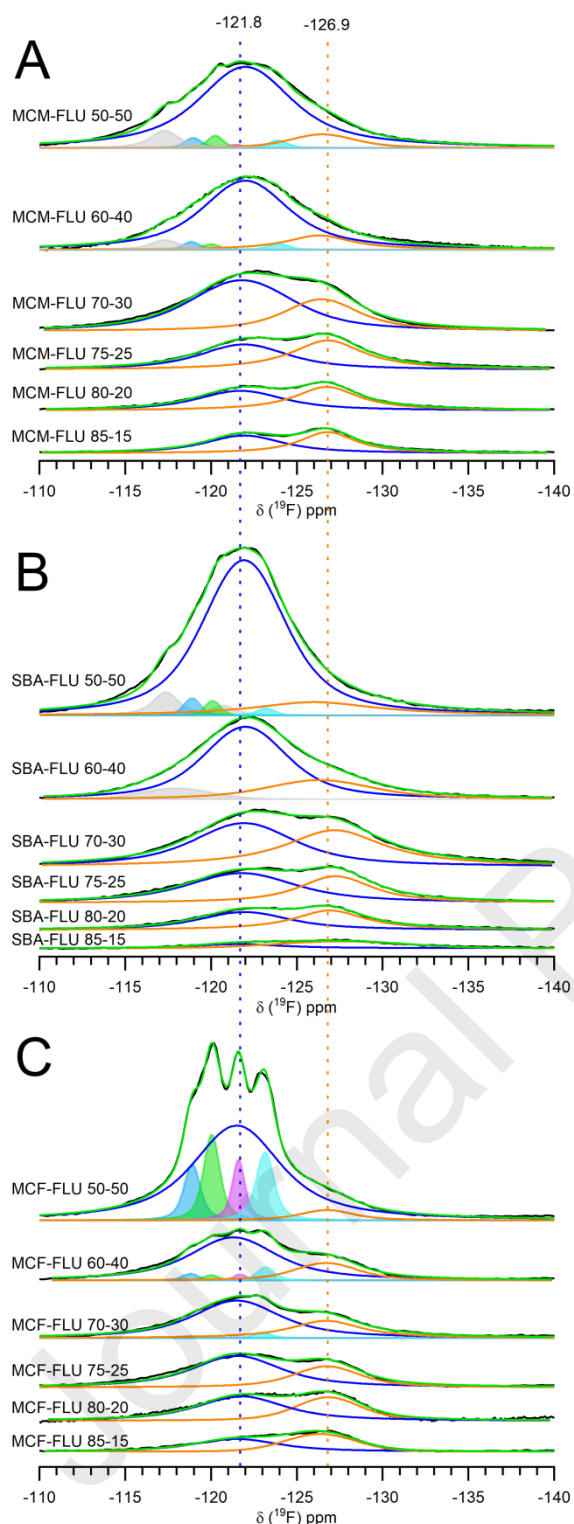 -121.8 -126.9
A
MCM-FLU 50-50
MCM-FLU 60-40
MCM-FLU 70-30
MCM-FLU 75-25
MCM-FLU 80-20
MCM-FLU 85-15
-110 -115 -121 -125 -130 -135 -140
δ (¹⁹F) ppm
B
SBA-FLU 50-50
SBA-FLU 60-40
SBA-FLU 70-30
SBA-FLU 75-25
SBA-FLU 80-20
SBA-FLU 85-15
-110 -115 -120 -125 -130 -135 -140
δ (¹⁹F) ppm
C
MCF-FLU 50-50
MCF-FLU 60-40
MCF-FLU 70-30
MCF-FLU 75-25
MCF-FLU 80-20
MCF-FLU 85-15
-110 -115 -120 -125 -130 -135 -140
δ (¹⁹F) ppm
Journal P